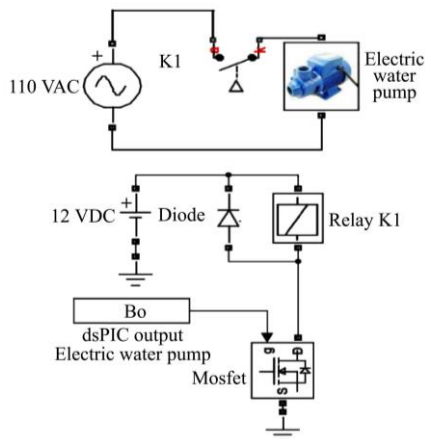 +
K1
110 VAC
Electric
water
pump
+
12 VDC
Diode
Relay K1
Bo
dsPIC output
Electric water pump
Mosfet
g
D
S